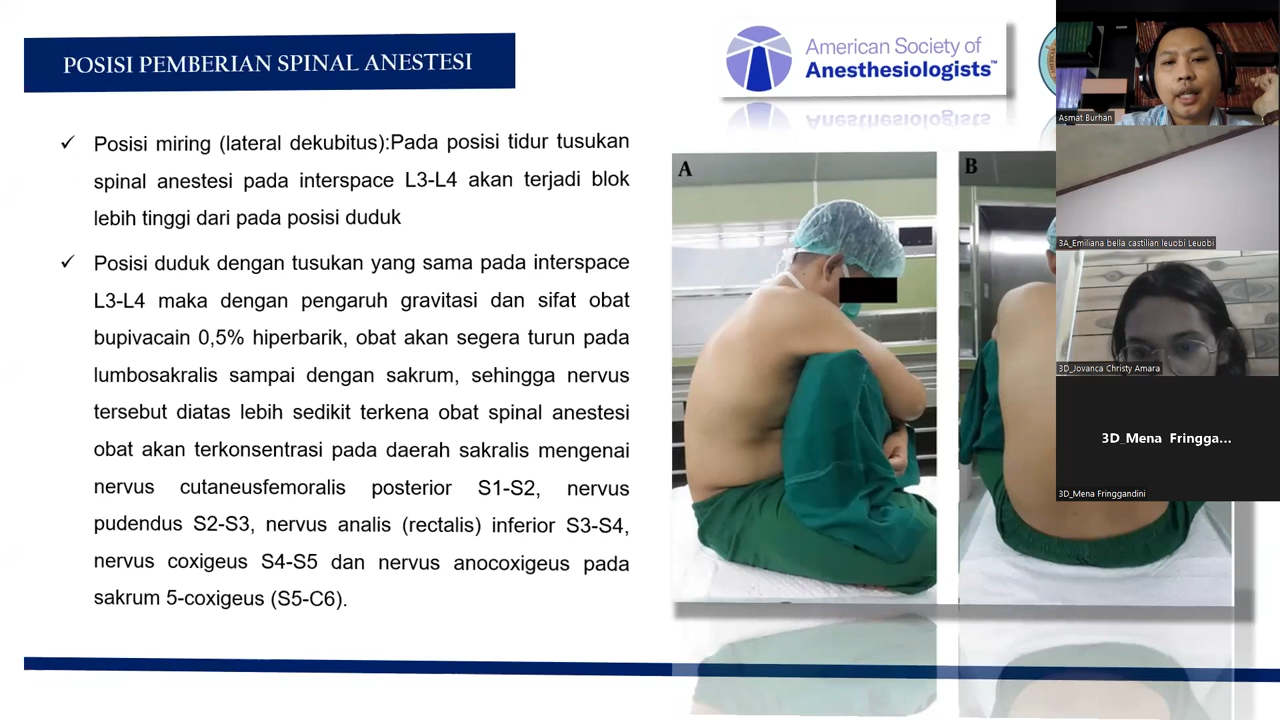 POSISI PEMBERIAN SPINAL ANESTESI
American Society of
Anesthesiologists™
✓ Posisi miring (lateral dekubitus):Pada posisi tidur tusukan
spinal anestesi pada interspace L3-L4 akan terjadi blok
lebih tinggi dari pada posisi duduk
✓ Posisi duduk dengan tusukan yang sama pada interspace
L3-L4 maka dengan pengaruh gravitasi dan sifat obat
bupivacain 0,5% hiperbarik, obat akan segera turun pada
lumbosakralis sampai dengan sakrum, sehingga nervus
tersebut diatas lebih sedikit terkena obat spinal anestesi
obat akan terkonsentrasi pada daerah sakralis mengenai
nervus cutaneusfemoralis posterior S1-S2, nervus
pudendus S2-S3, nervus analis (rectalis) inferior S3-S4,
nervus coxigeus S4-S5 dan nervus anocoxigeus pada
sakrum 5-coxigeus (S5-C6).
A
B
Asmat Burhan
3A_Emiliana bella castilian leuobi Leuobi
3D_Jovanca Christy Amara
3D_Mena Fringga...
3D_Mena Fringgandini